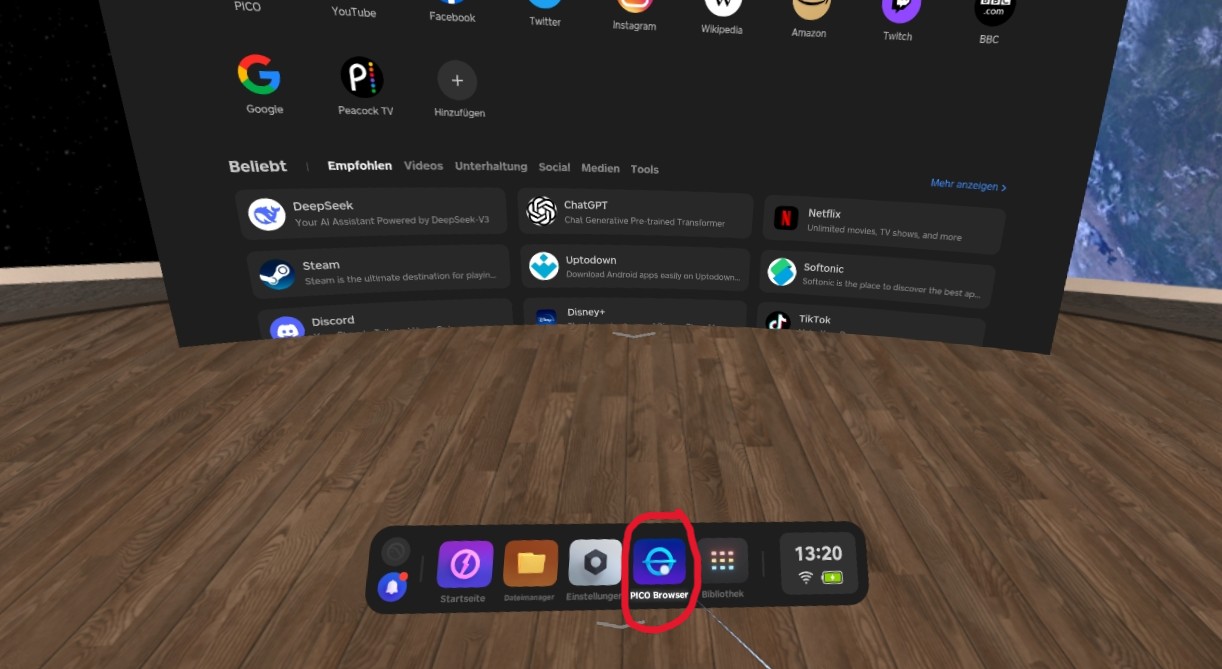 PICO
YouTube
Facebook
Twitter
Instagram
Wikipedia
Amazon
Twitch
BBC
.com
BBC
Google
Peacock TV
Hinzufügen
Beliebt
Empfohlen
Videos
Unterhaltung
Social
Medien
Tools
Mehr anzeigen >
DeepSeek
Your AI Assistant Powered by DeepSeek-V3
ChatGPT
Chat Generative Pre-trained Transformer
Netflix
Unlimited movies, TV shows, and more
Steam
Steam is the ultimate destination for playin...
Uptodown
Download Android apps easily on Uptodown...
Softonic
Softonic is the place to discover the best ap...
Discord
Disney+
TikTok
13:20
Startseite
Dateimanager
Einstellungen
PICO Browser
Bibliothek